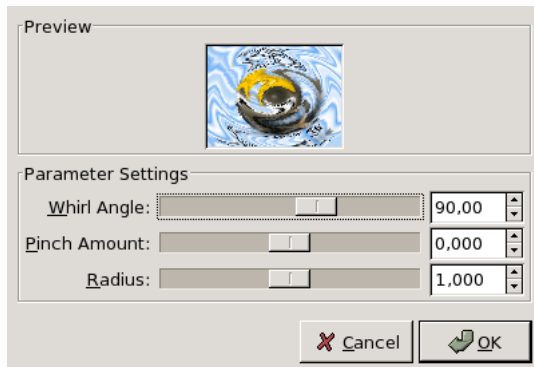 Preview
Parameter Settings
Whirl Angle: 90,00
Pinch Amount: 0,000
Radius: 1,000
Cancel OK